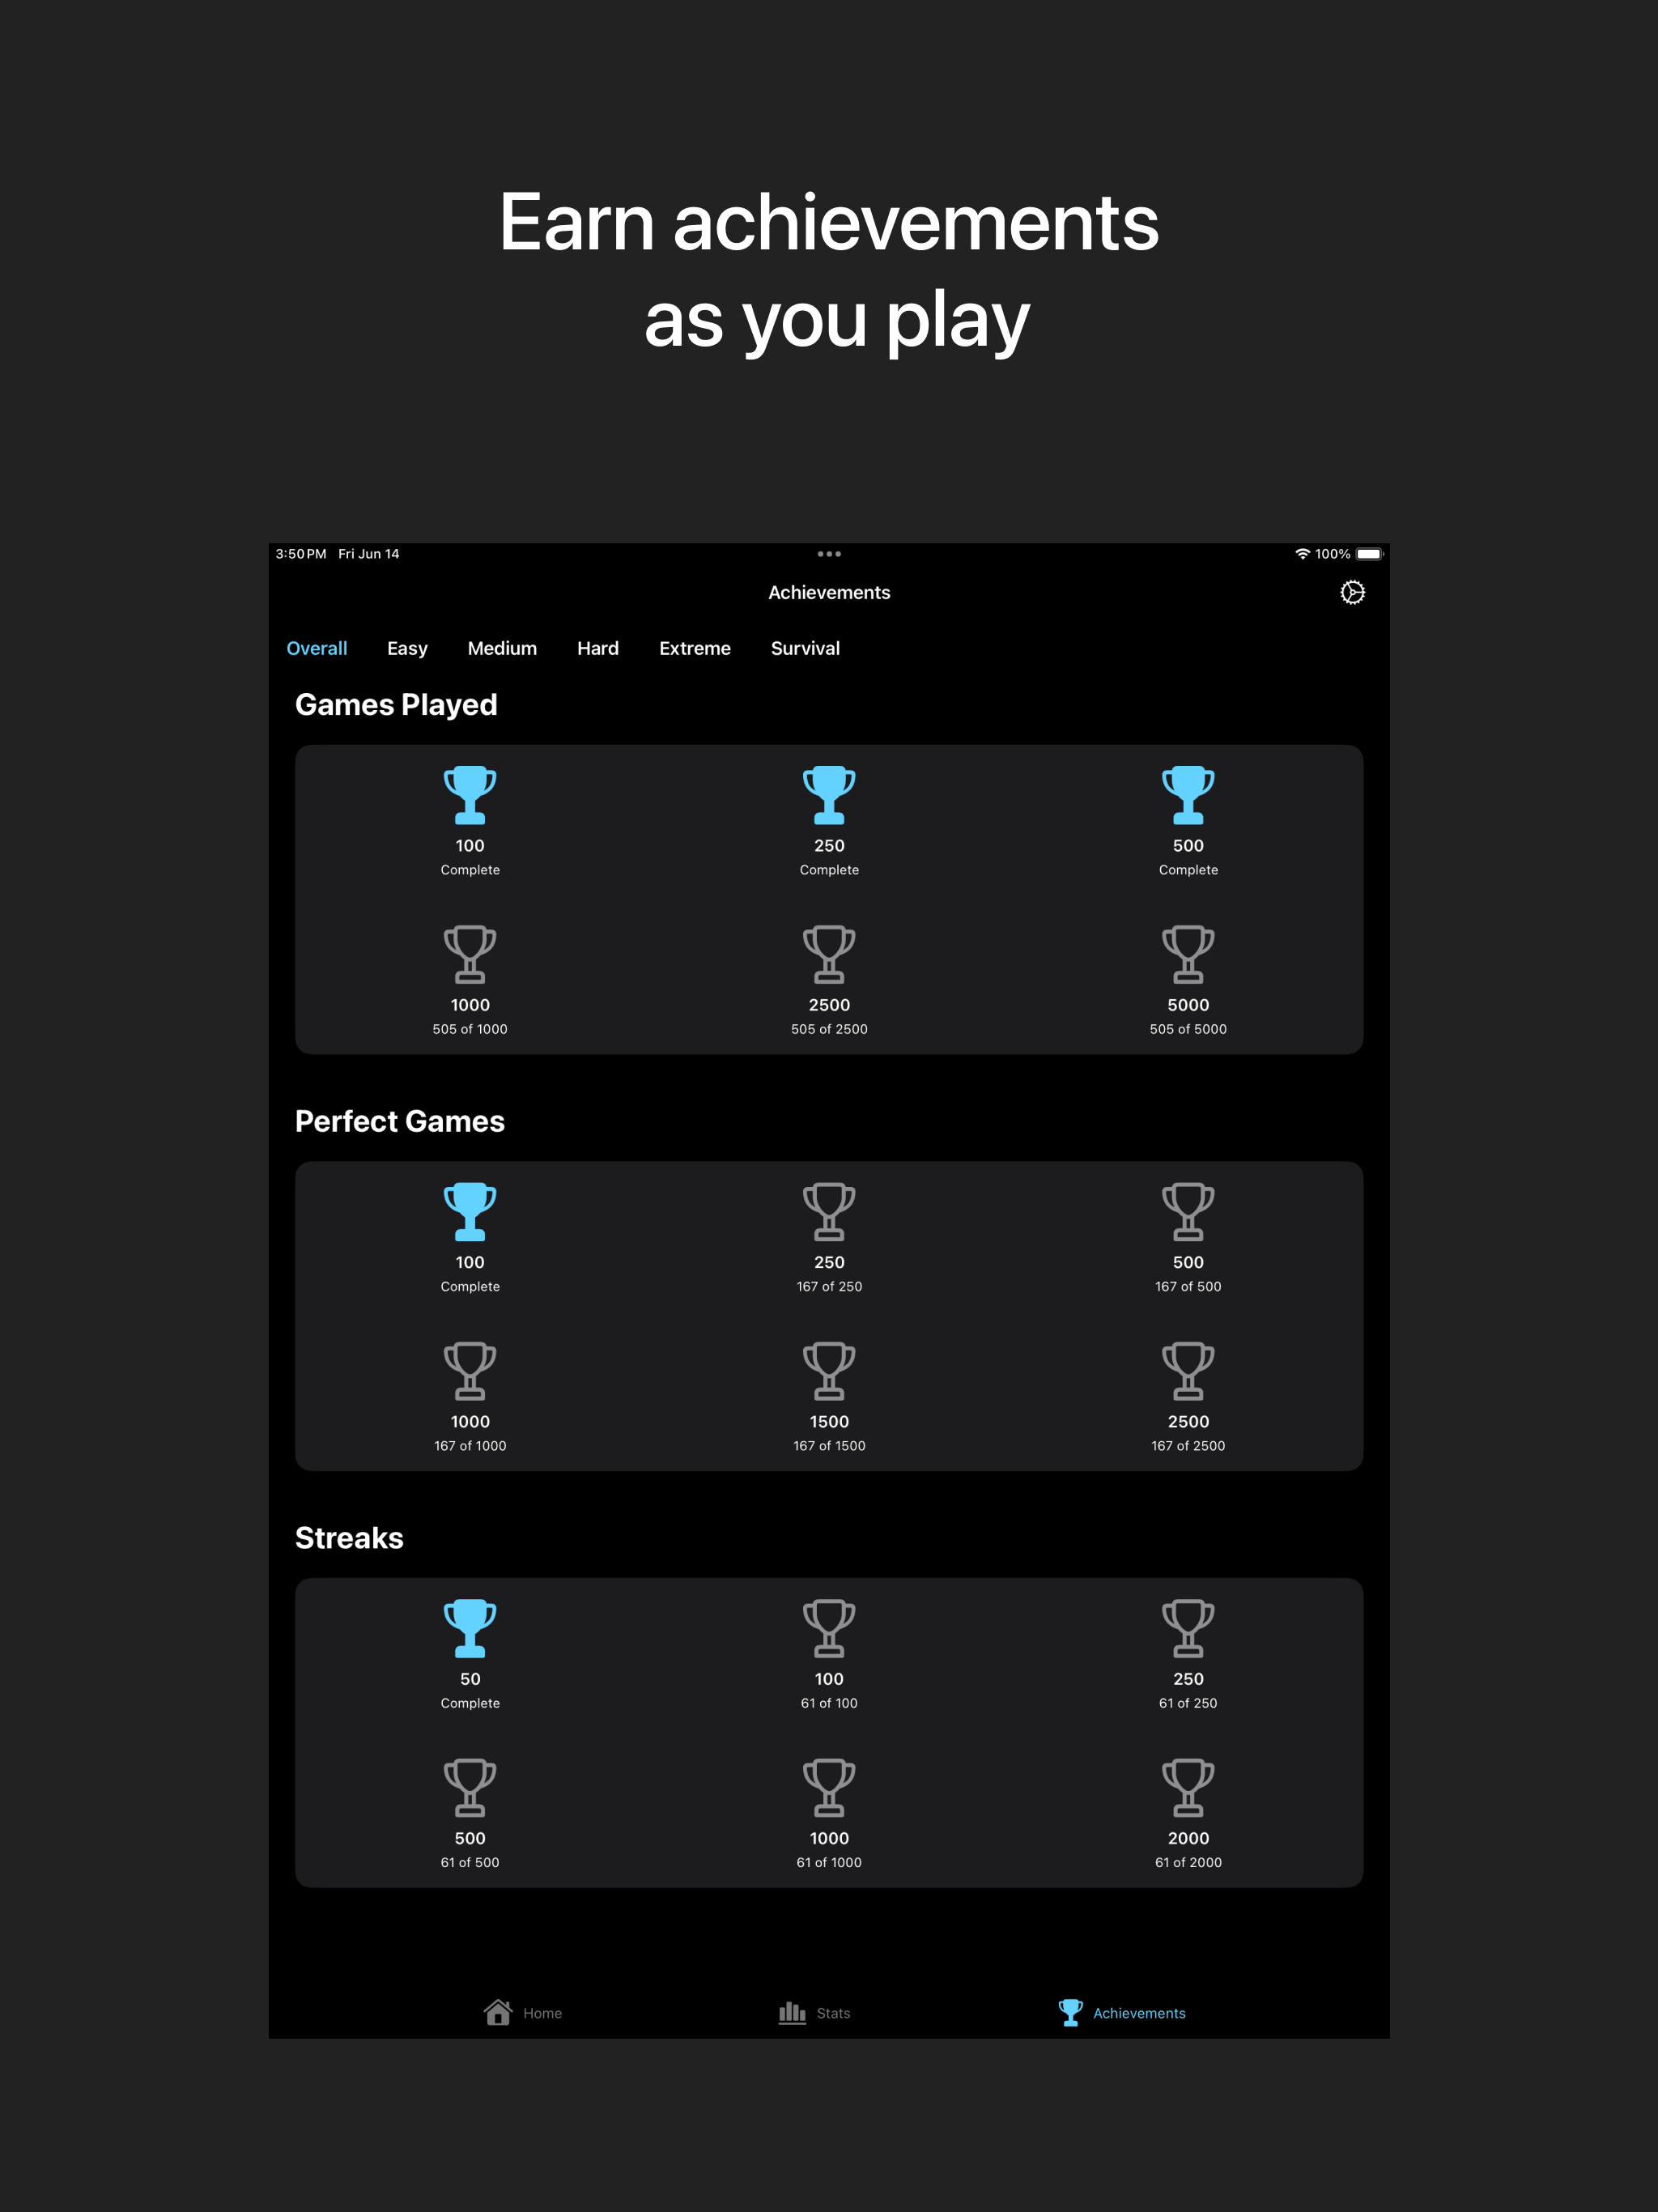 Earn achievements
as you play
3:50 PM Fri Jun 14
100%
Achievements
Overall Easy Medium Hard Extreme Survival
Games Played
100 250 500
Complete Complete Complete
1000 2500 5000
505 of 1000 505 of 2500 505 of 5000
Perfect Games
100 250 500
Complete 167 of 250 167 of 500
1000 1500 2500
167 of 1000 167 of 1500 167 of 2500
Streaks
50 100 250
Complete 61 of 100 61 of 250
500 1000 2000
61 of 500 61 of 1000 61 of 2000
Home Stats Achievements